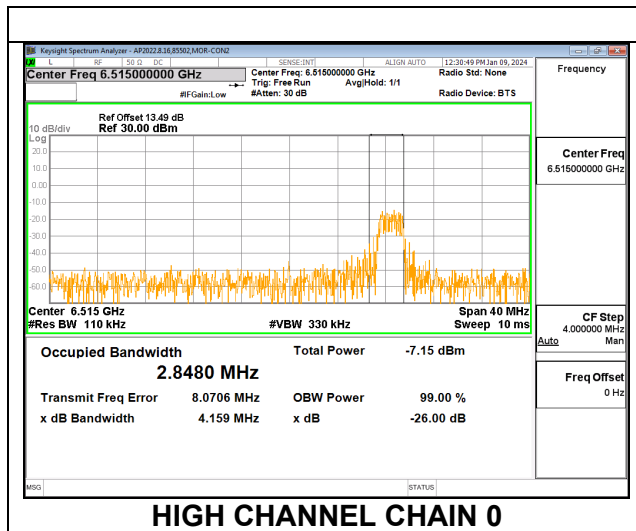 Keysight Spectrum Analyzer - AP2022.8.16,85502,MOR-CON2
LXI L RF 50 Ω DC SENSE:INT ALIGN AUTO 12:30:49 PM Jan 09, 2024
Center Freq 6.515000000 GHz
Center Freq: 6.515000000 GHz
Radio Std: None
Trig: Free Run Avg|Hold: 1/1
#IFGain:Low
#Atten: 30 dB
Radio Device: BTS
Frequency
Ref Offset 13.49 dB
10 dB/div Ref 30.00 dBm
Log
20.0
10.0
0.00
-10.0
-20.0
-30.0
-40.0
-50.0
-60.0
Center 6.515 GHz Span 40 MHz
#Res BW 110 kHz #VBW 330 kHz Sweep 10 ms
Center Freq
6.515000000 GHz
CF Step
4.000000 MHz
Auto Man
Freq Offset
0 Hz
Occupied Bandwidth Total Power -7.15 dBm
2.8480 MHz
Transmit Freq Error 8.0706 MHz OBW Power 99.00 %
x dB Bandwidth 4.159 MHz x dB -26.00 dB
MSG STATUS
HIGH CHANNEL CHAIN 0